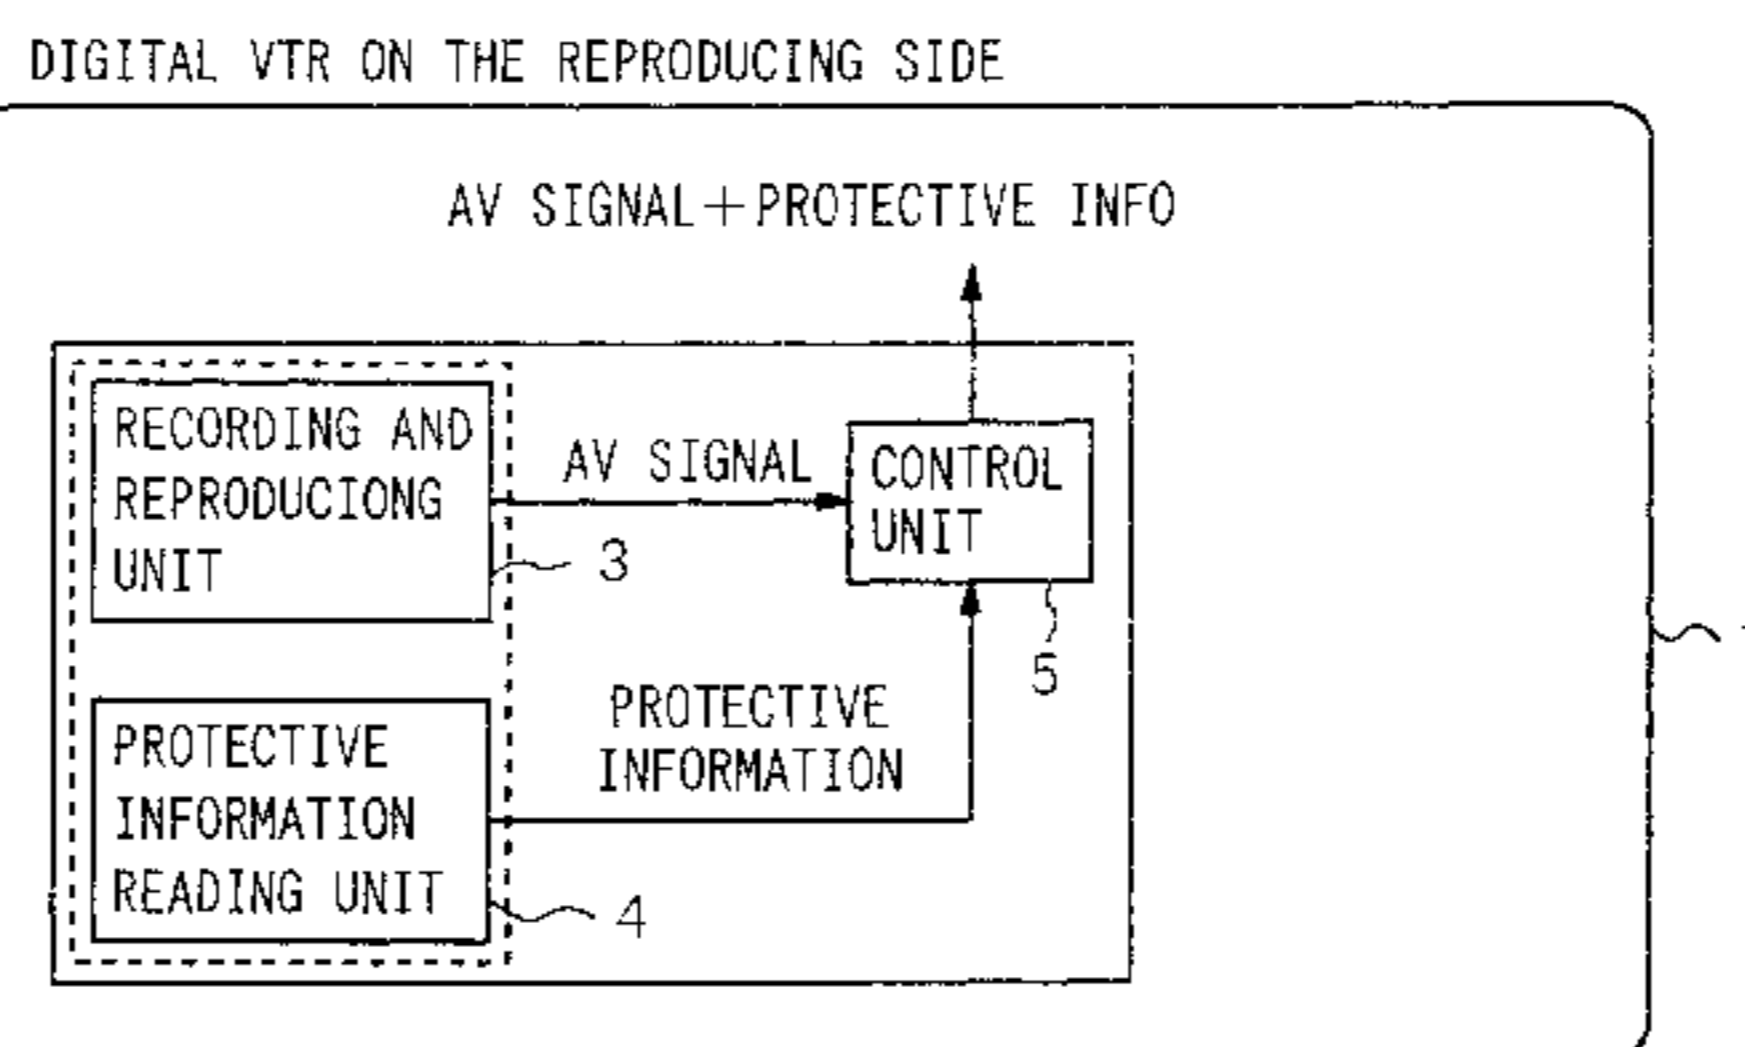 DIGITAL VTR ON THE REPRODUCING SIDE
AV SIGNAL+PROTECTIVE INFO
RECORDING AND
REPRODUCIONG
UNIT
AV SIGNAL
CONTROL
UNIT
3
5
PROTECTIVE
INFORMATION
PROTECTIVE
INFORMATION
READING UNIT
4